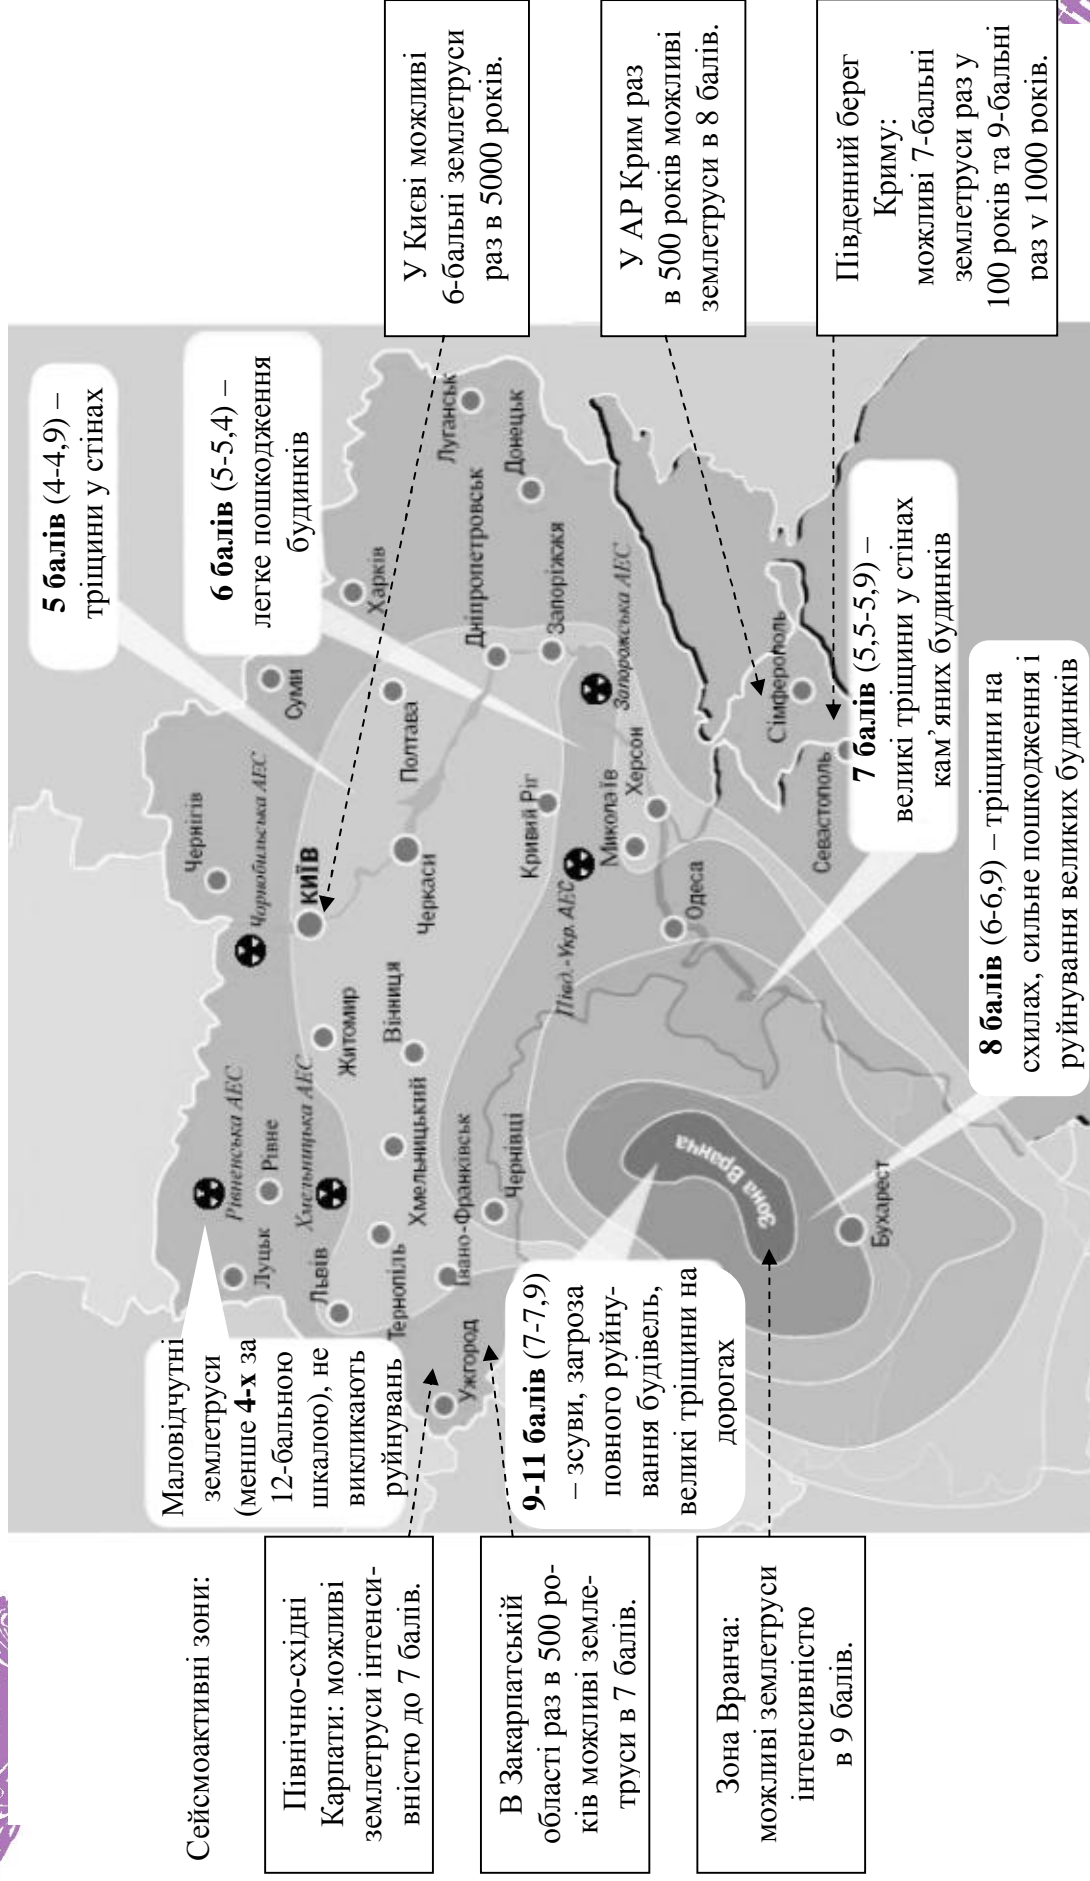 Сейсмоактивні зони:
Північно-східні
Карпати: можливі
землетруси інтенси-
вністю до 7 балів.
В Закарпатській
області раз в 500 ро-
ків можливі земле-
труси в 7 балів.
Зона Вранча:
можливі землетруси
інтенсивністю
в 9 балів.
Маловідчутні
землетруси
(менше 4-х за
12-бальною
шкалою), не
викликають
руйнувань
9-11 балів (7-7,9)
– зсуви, загроза
повного руйну-
вання будівель,
великі тріщини на
дорогах
5 балів (4-4,9) –
тріщини у стінах
6 балів (5-5,4) –
легке пошкодження
будинків
7 балів (5,5-5,9) –
великі тріщини у стінах
кам’яних будинків
8 балів (6-6,9) – тріщини на
схилах, сильне пошкодження і
руйнування великих будинків
Рівненська АЕС
Луцьк
Рівне
Хмельницька АЕС
Львів
Тернопіль
Хмельницький
Івано-Франківськ
Ужгород
Чернівці
Житомир
Вінниця
Чернігів
Чорнобильська АЕС
КИЇВ
Черкаси
Суми
Полтава
Харків
Дніпропетровськ
Луганськ
Донецьк
Запоріжжя
Запорожська АЕС
Кривий Ріг
Півд.-Укр. АЕС
Миколаїв
Херсон
Одеса
Сімферополь
Севастополь
Зона Вранча
Бухарест
У Києві можливі
6-бальні землетруси
раз в 5000 років.
У АР Крим раз
в 500 років можливі
землетруси в 8 балів.
Південний берег
Криму:
можливі 7-бальні
землетруси раз у
100 років та 9-бальні
раз у 1000 років.